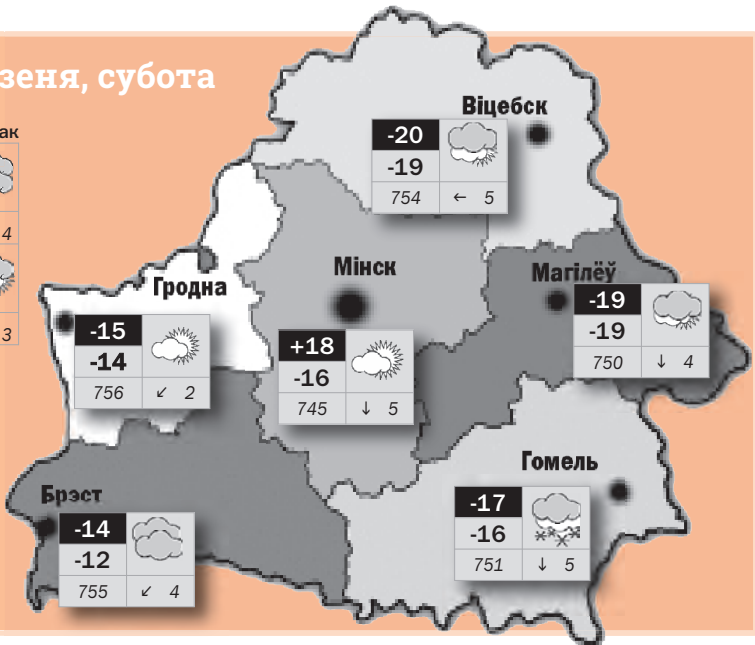 зеня, субота
ак
4
3
Віцебск
-20
-19
754 ← 5
Мінск
+18
-16
745 ↓ 5
Магілёў
-19
-19
750 ↓ 4
Гродна
-15
-14
756 ↙ 2
Гомель
-17
-16
751 ↓ 5
Брэст
-14
-12
755 ↙ 4